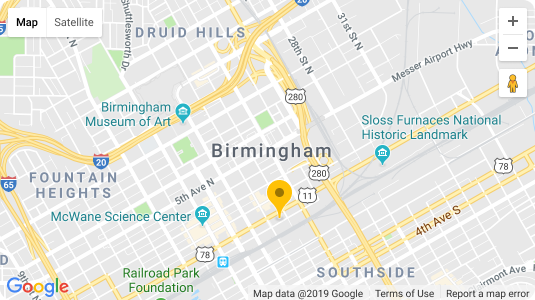 Map
Satellite
Shuttlesworth Dr
DRUID HILLS
31st St N
28th St N
Messer Airport Hwy
280
Birmingham
Museum of Art
Sloss Furnaces National
Historic Landmark
20
Birmingham
78
65
FOUNTAIN
HEIGHTS
5th Ave N
280
11
McWane Science Center
4th Ave S
78
Railroad Park
Foundation
SOUTHSIDE
Google
Map data @2019 Google
Terms of Use
Report a map error